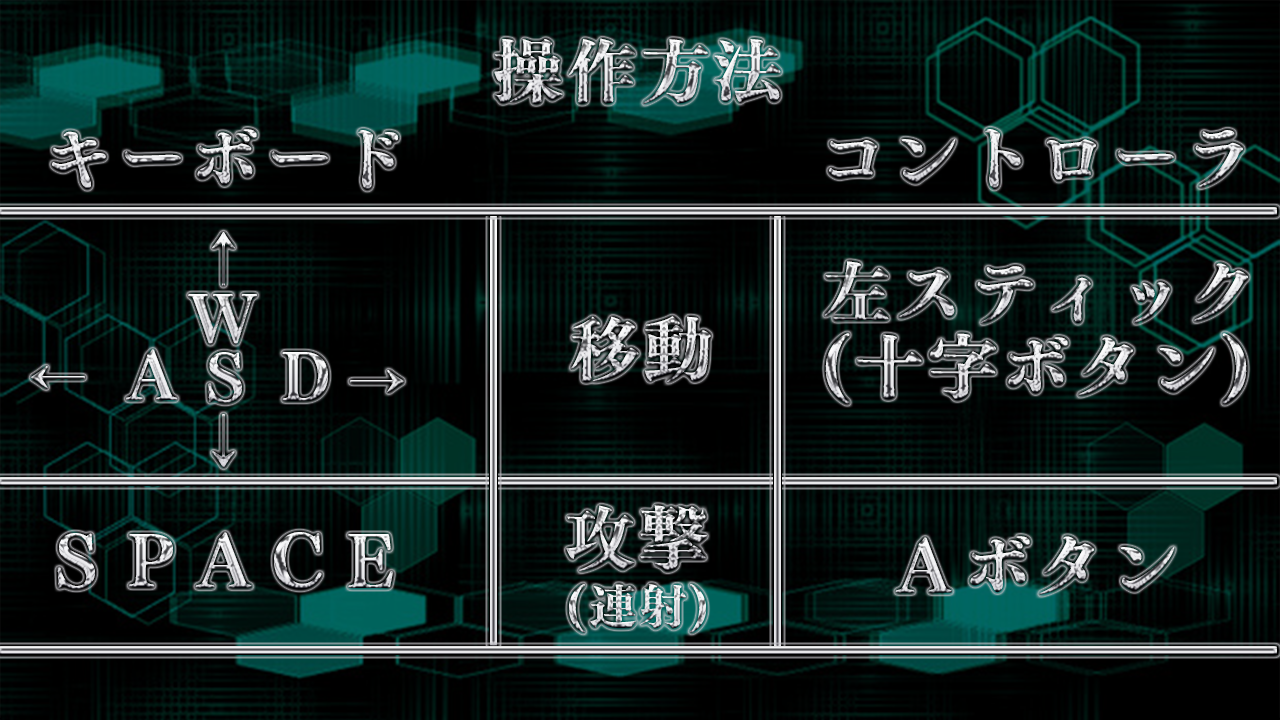 操作方法
キーボード
コントローラ
↑
W
← A S D →
↓
移動
左スティック
(十字ボタン)
SPACE
攻撃
(連射)
Aボタン